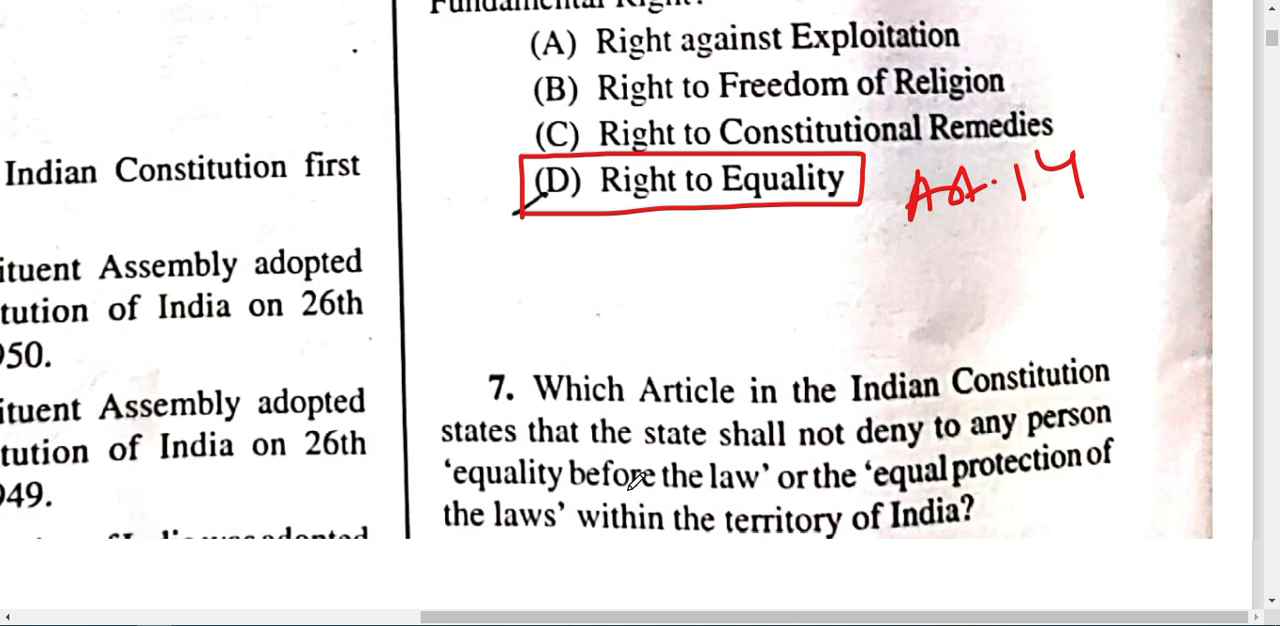 Indian Constitution first
ituent Assembly adopted
tution of India on 26th
950.
ituent Assembly adopted
tution of India on 26th
949.
Fundamental Right?
(A) Right against Exploitation
(B) Right to Freedom of Religion
(C) Right to Constitutional Remedies
(D) Right to Equality
14
7. Which Article in the Indian Constitution
states that the state shall not deny to any person
‘equality before the law’ or the ‘equal protection of
the laws’ within the territory of India?